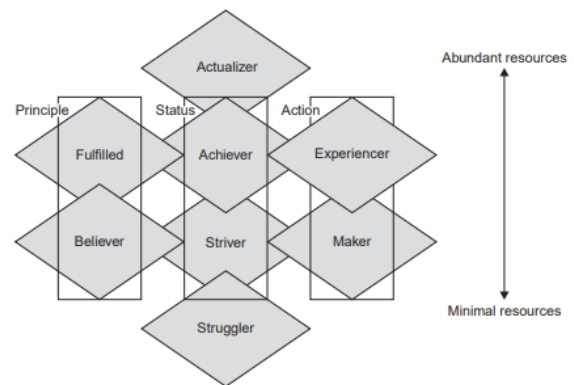 Actualizer
Abundant resources
Principle
Status
Action
Fulfilled
Achiever
Experiencer
Believer
Striver
Maker
Struggler
Minimal resources